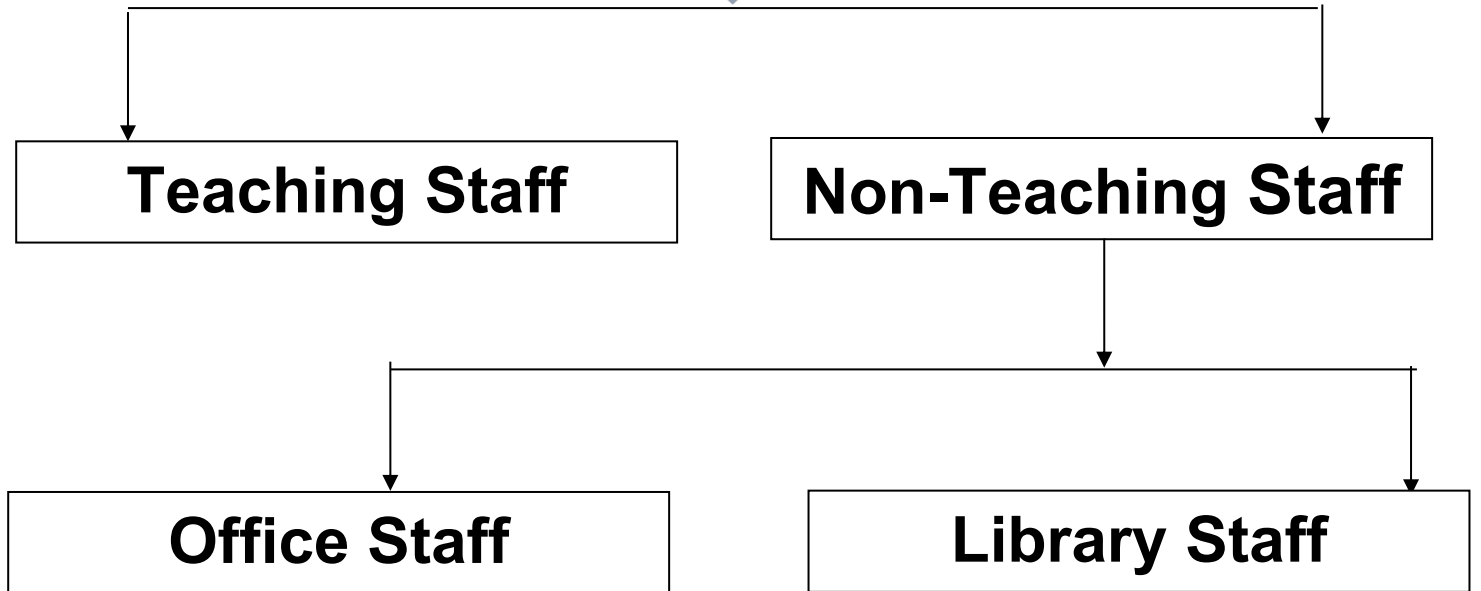 Teaching Staff
Non-Teaching Staff
Office Staff
Library Staff